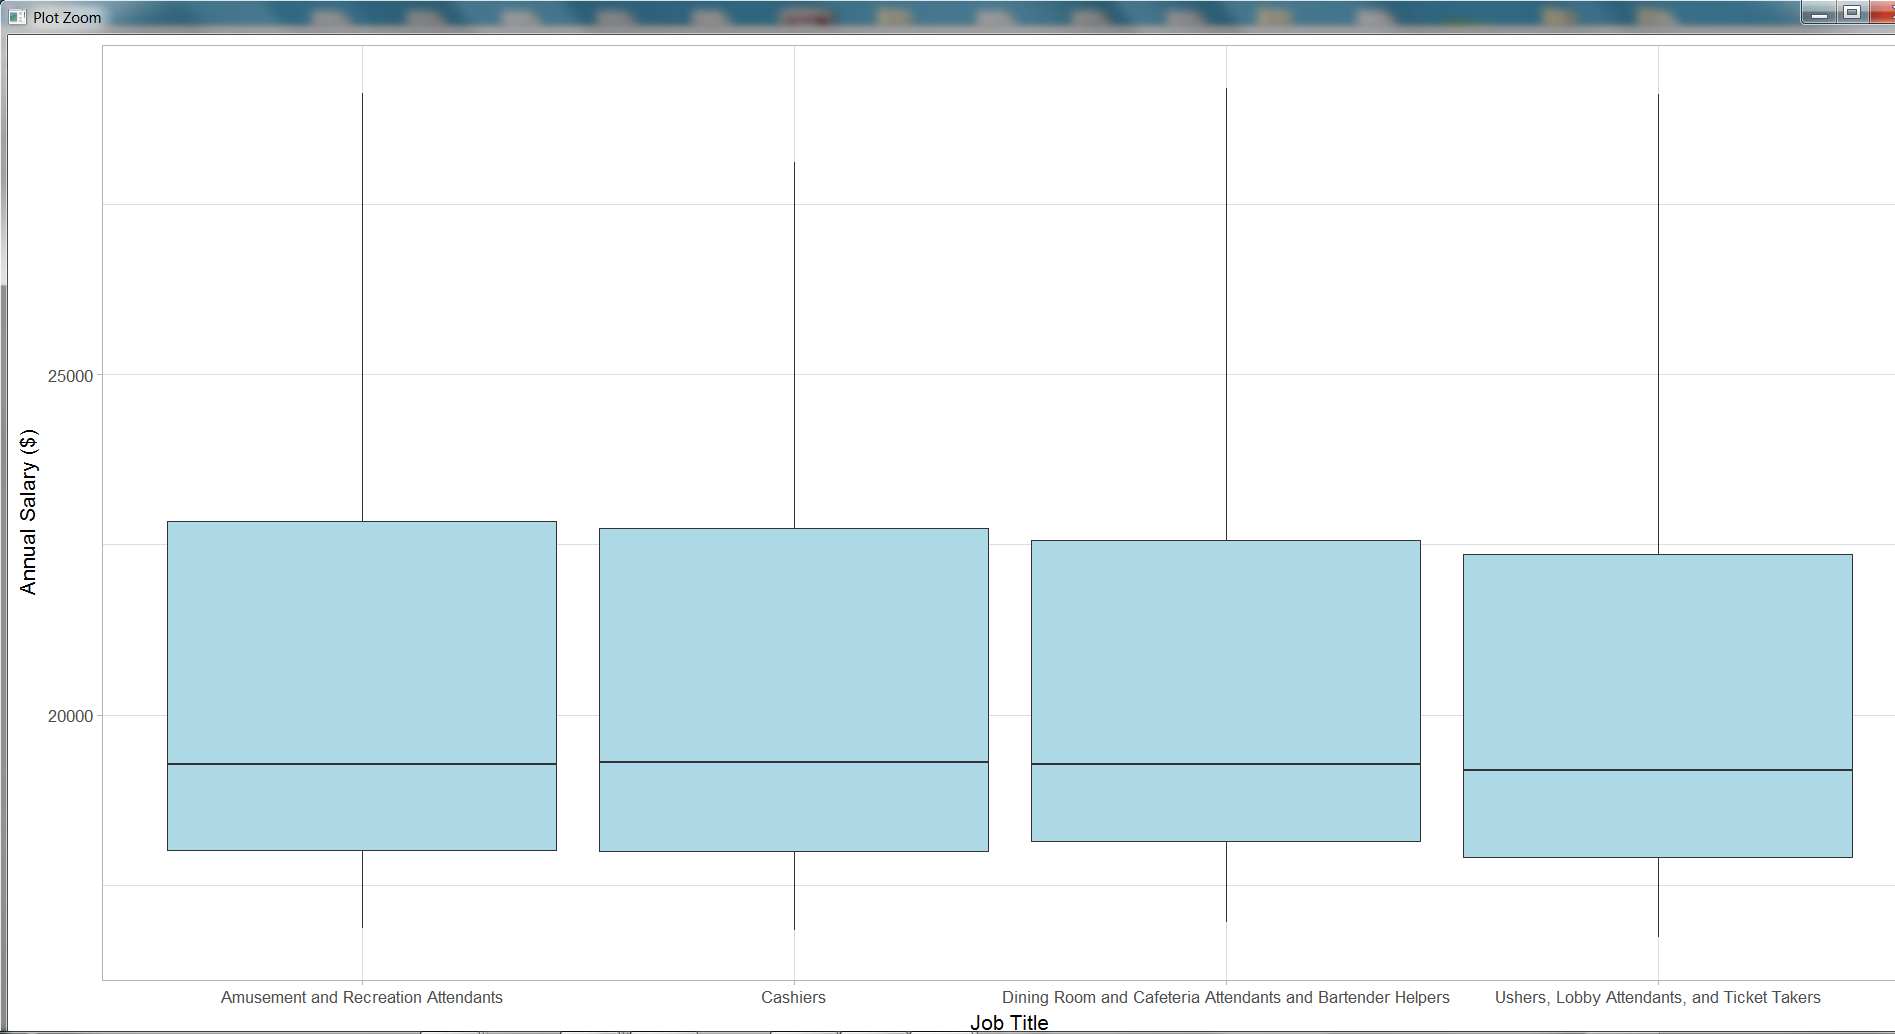 Plot Zoom
Annual Salary ($)
25000
20000
Amusement and Recreation Attendants
Cashiers
Dining Room and Cafeteria Attendants and Bartender Helpers
Ushers, Lobby Attendants, and Ticket Takers
Job Title